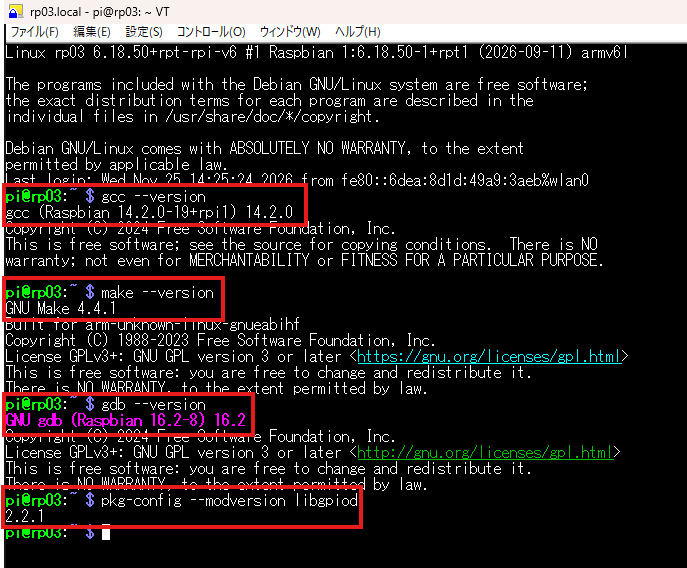 rp03.local - pi@rp03: ~ VT
ファイル(F) 編集(E) 設定(S) コントロール(O) ウィンドウ(W) ヘルプ(H)
Linux rp03 6.18.50+rpt-rpi-v6 #1 Raspbian 1:6.18.50-1+rpt1 (2026-09-11) armv6l
The programs included with the Debian GNU/Linux system are free software;
the exact distribution terms for each program are described in the
individual files in /usr/share/doc/*/copyright.
Debian GNU/Linux comes with ABSOLUTELY NO WARRANTY, to the extent
permitted by applicable law.
Last login: Wed Nov 25 14:25:24 2026 from fe80::6dea:8d1d:49a9:3aeb%wlan0
pi@rp03:~ $ gcc --version
gcc (Raspbian 14.2.0-19+rpi1) 14.2.0
Copyright (C) 2024 Free Software Foundation, Inc.
This is free software; see the source for copying conditions.  There is NO
warranty; not even for MERCHANTABILITY or FITNESS FOR A PARTICULAR PURPOSE.
pi@rp03:~ $ make --version
GNU Make 4.4.1
Built for arm-unknown-linux-gnueabihf
Copyright (C) 1988-2023 Free Software Foundation, Inc.
License GPLv3+: GNU GPL version 3 or later <https://gnu.org/licenses/gpl.html>
This is free software: you are free to change and redistribute it.
There is NO WARRANTY, to the extent permitted by law.
pi@rp03:~ $ gdb --version
GNU gdb (Raspbian 16.2-8) 16.2
Copyright (C) 2024 Free Software Foundation, Inc.
License GPLv3+: GNU GPL version 3 or later <http://gnu.org/licenses/gpl.html>
This is free software: you are free to change and redistribute it.
There is NO WARRANTY, to the extent permitted by law.
pi@rp03:~ $ pkg-config --modversion libgpiod
2.2.1
pi@rp03:~ $